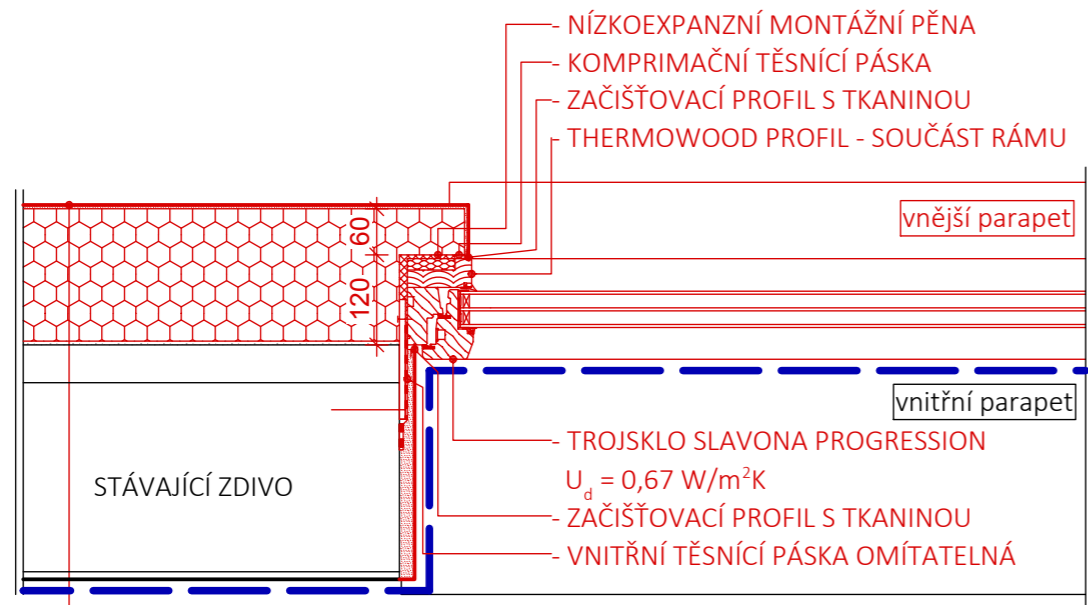 - NÍZKOEXPANZNÍ MONTÁŽNÍ PĚNA
- KOMPRIMAČNÍ TĚSNÍCÍ PÁSKA
- ZAČIŠŤOVACÍ PROFIL S TKANINOU
- THERMOWOOD PROFIL - SOUČÁST RÁMU
vnější parapet
60
120
vnitřní parapet
STÁVAJÍCÍ ZDIVO
- TROJSKLO SLAVONA PROGRESSION
U_d = 0,67 W/m²K
- ZAČIŠŤOVACÍ PROFIL S TKANINOU
- VNITŘNÍ TĚSNÍCÍ PÁSKA OMÍTATELNÁ